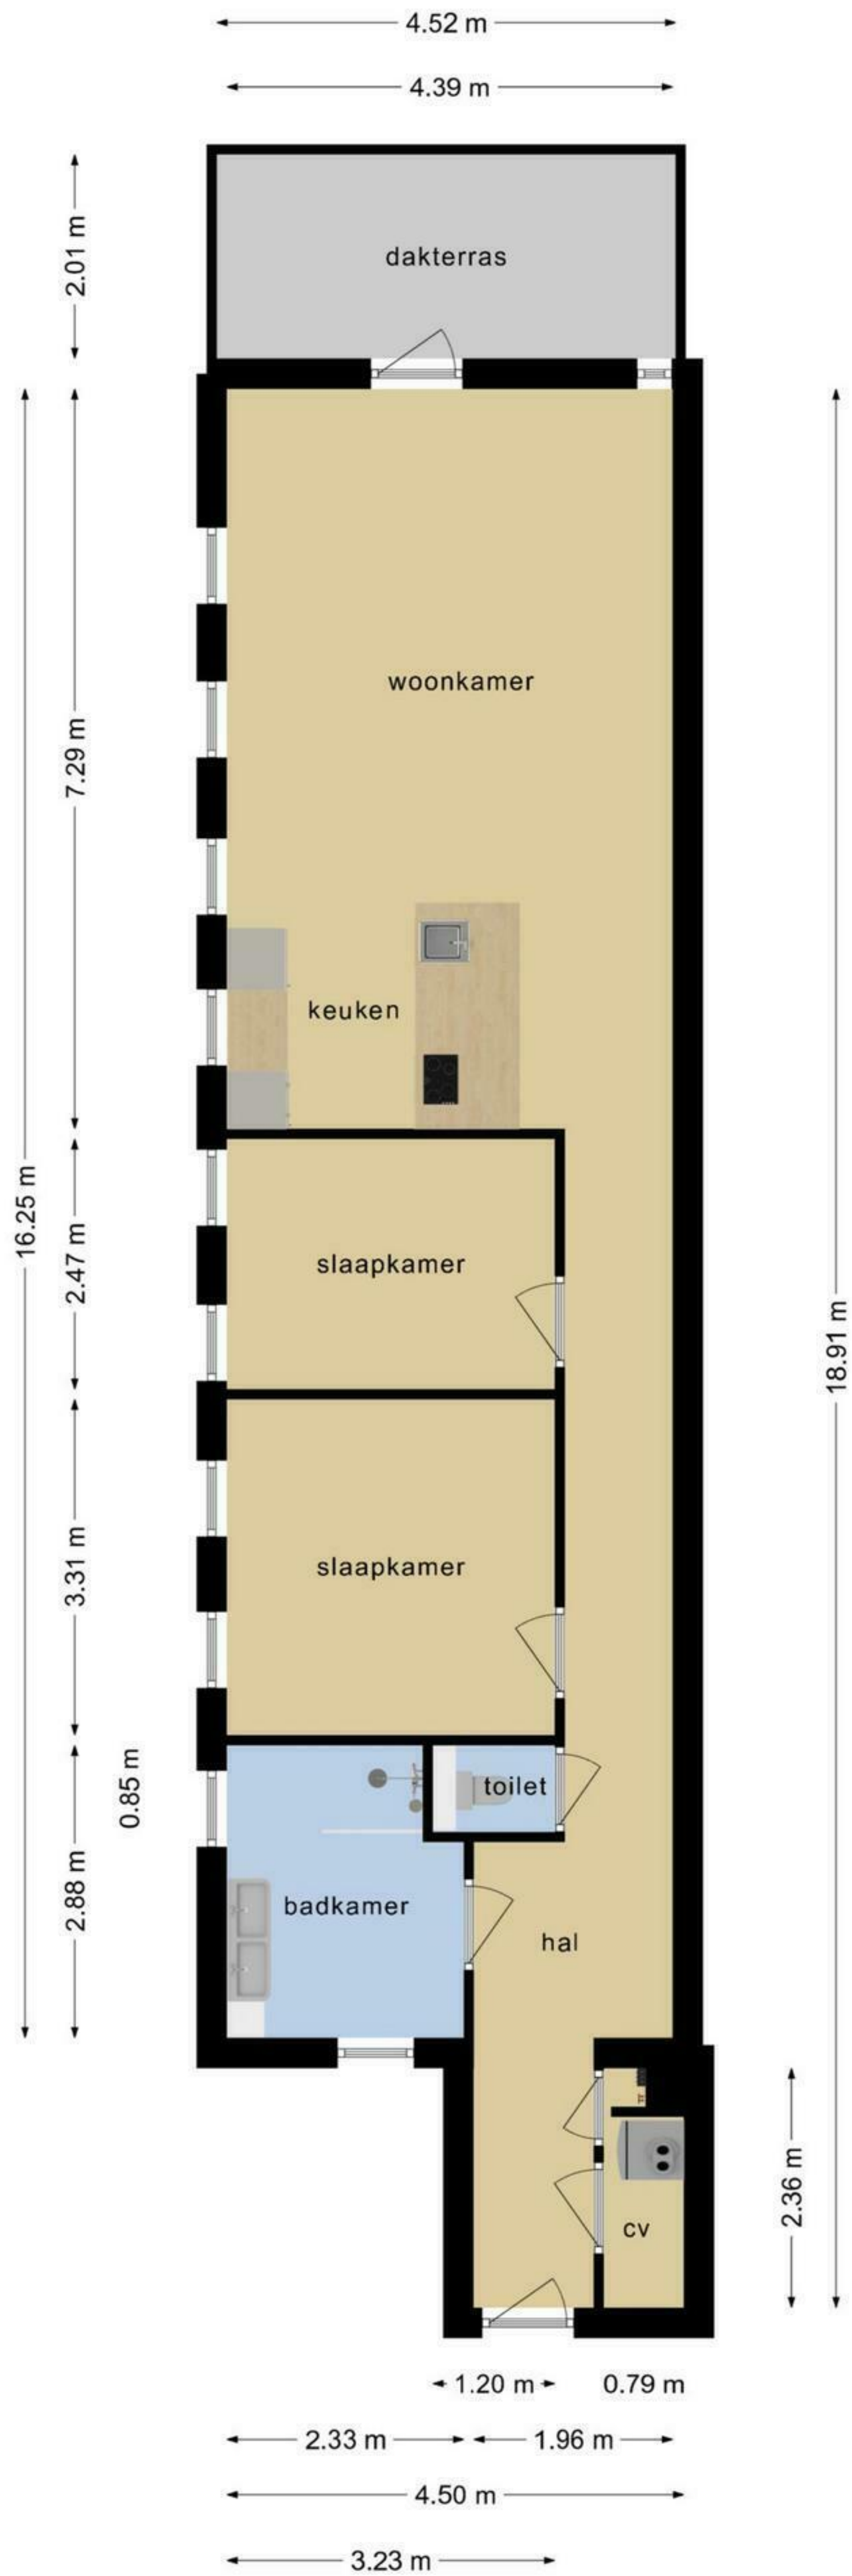 4.52 m
4.39 m
2.01 m
dakterras
7.29 m
woonkamer
keuken
16.25 m
2.47 m
slaapkamer
18.91 m
3.31 m
slaapkamer
0.85 m
toilet
2.88 m
badkamer
hal
2.36 m
cv
1.20 m
0.79 m
2.33 m
1.96 m
4.50 m
3.23 m